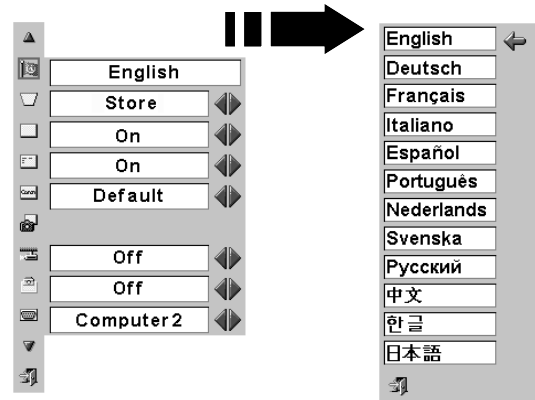 English
Store
On
On
Default
Off
Off
Computer2
English
Deutsch
Français
Italiano
Español
Português
Nederlands
Svenska
Русский
中文
한글
日本語